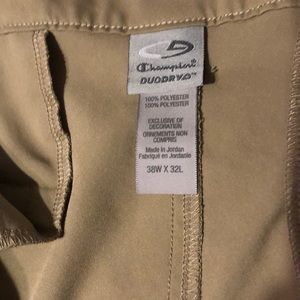 Champion®
DUODRY+™
100% POLYESTER
100% POLYESTER
EXCLUSIVE OF
DECORATION
ORNEMENTS NON
COMPRIS
Made in Jordan
Fabriqué en Jordanie
38W X 32L